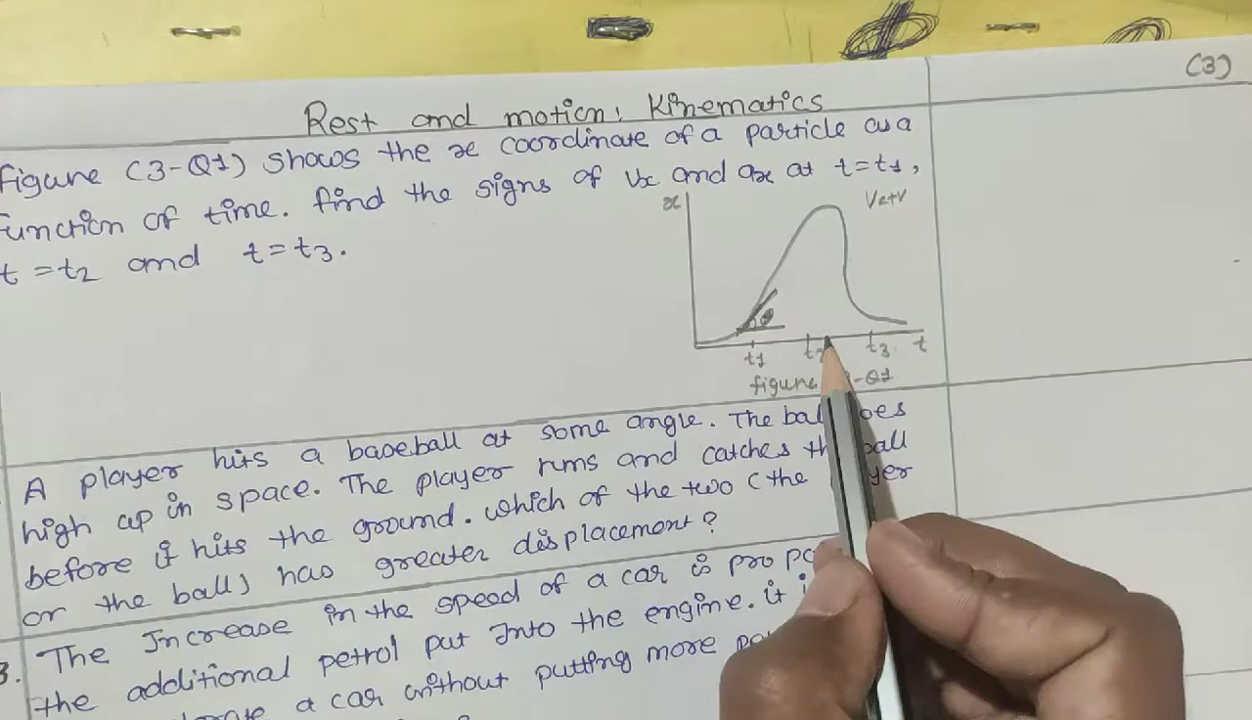 (3)
Rest and motion; Kinematics
figure (3-Q1) shows the x coordinate of a particle as a
function of time. find the signs of vx and ax at t=t1,
t=t2 and t=t3.
x
t1
t3
t
figure -Q1
A player hits a baseball at some angle. The ball goes
high up in space. The player runs and catches the ball
before it hits the ground. which of the two (the player
or the ball) has greater displacement?
3. The Increase in the speed of a car is
the additional petrol put Into the engine. it
a car without putting more